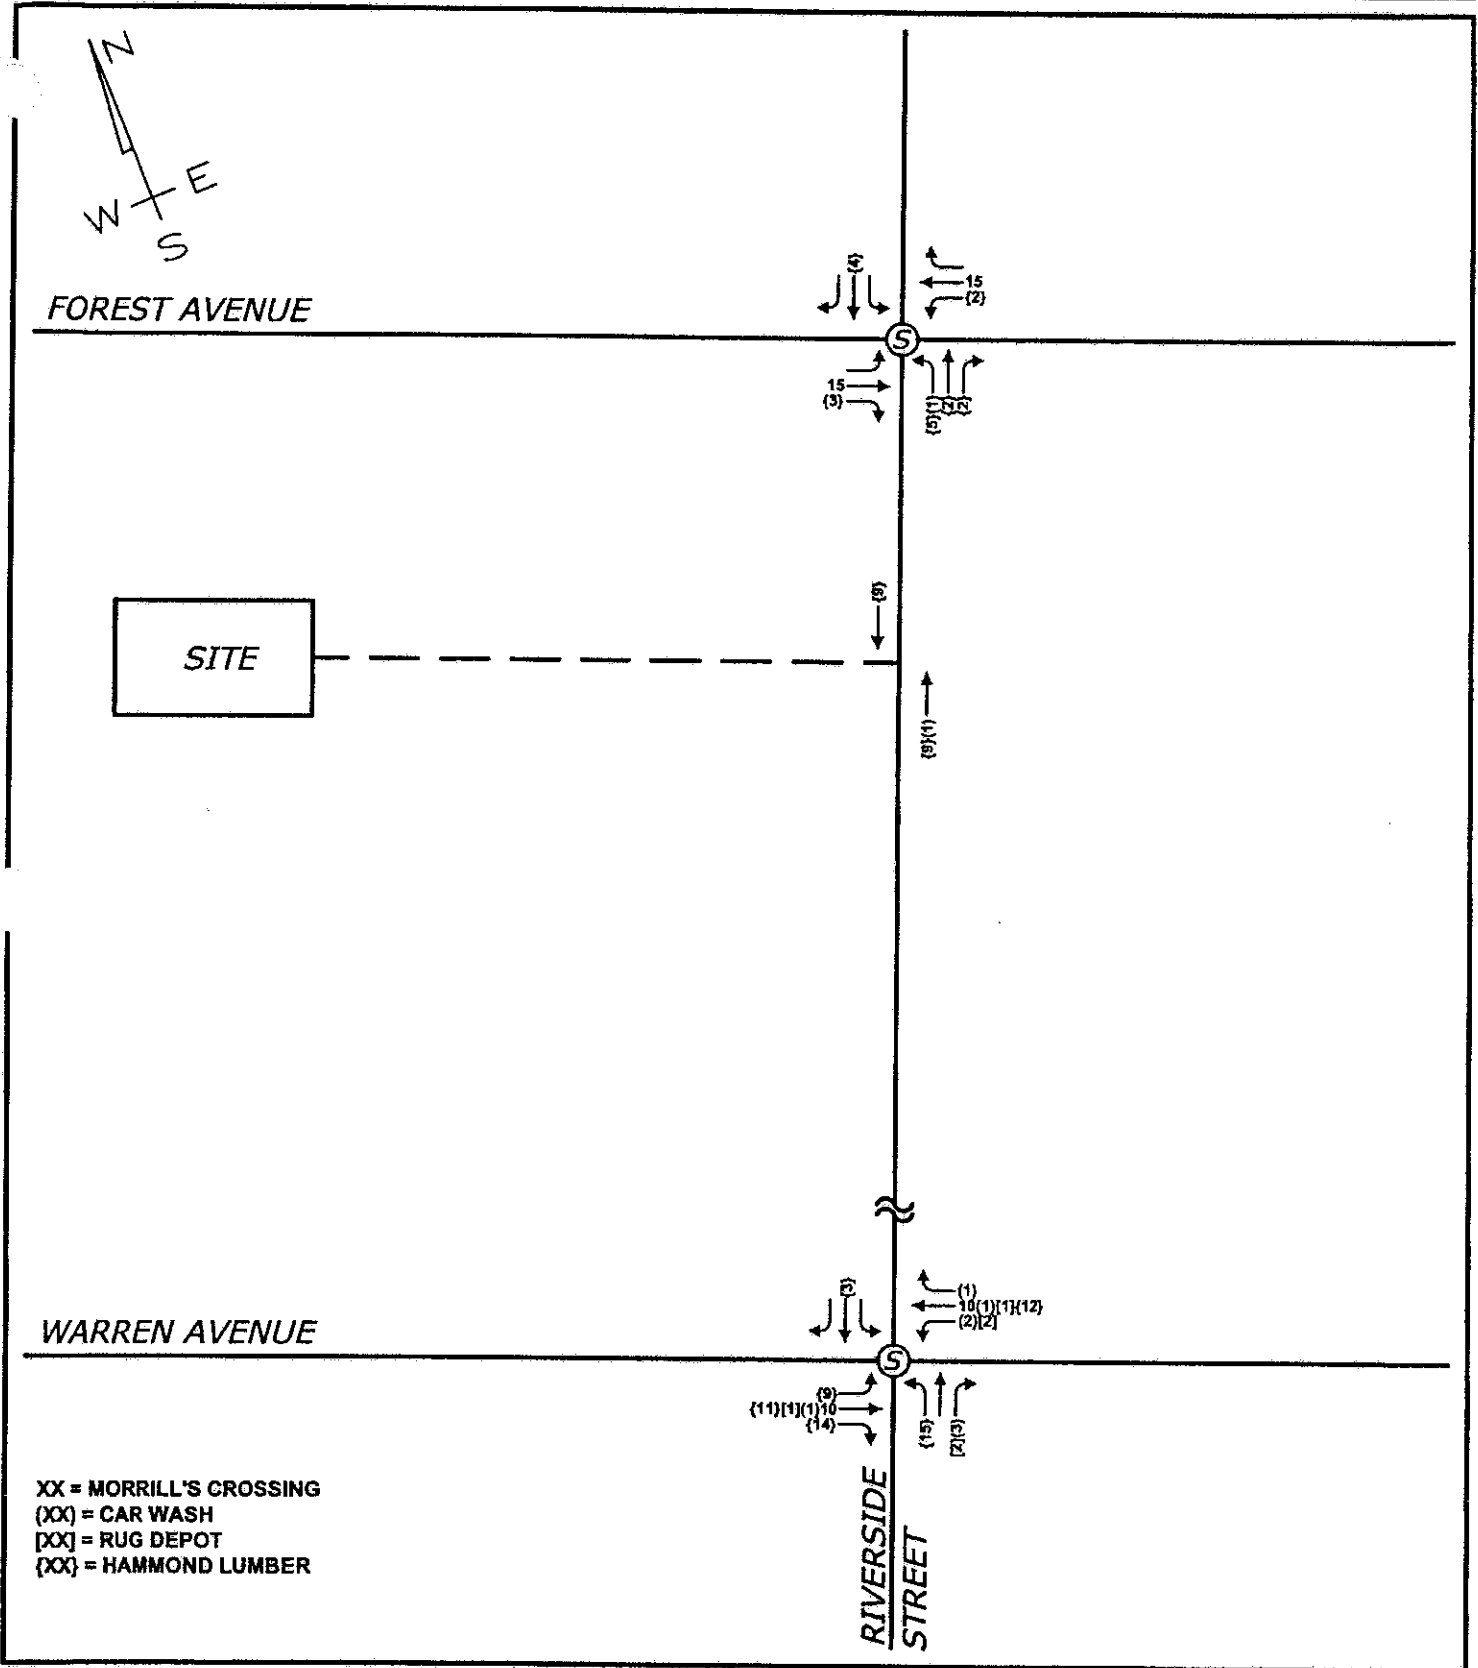 N
E
W
S
FOREST AVENUE
{4}
15
{2}
S
15
{3}
{5}(1)
{2}
{2}
{9}
SITE
{9}(1)
(1)
10(1)[1]{12}
(2)[2]
WARREN AVENUE
S
{9}
{11}[1](1)10
{14}
{15}
[2](3)
XX = MORRILL'S CROSSING
(XX) = CAR WASH
[XX] = RUG DEPOT
{XX} = HAMMOND LUMBER
RIVERSIDE
STREET